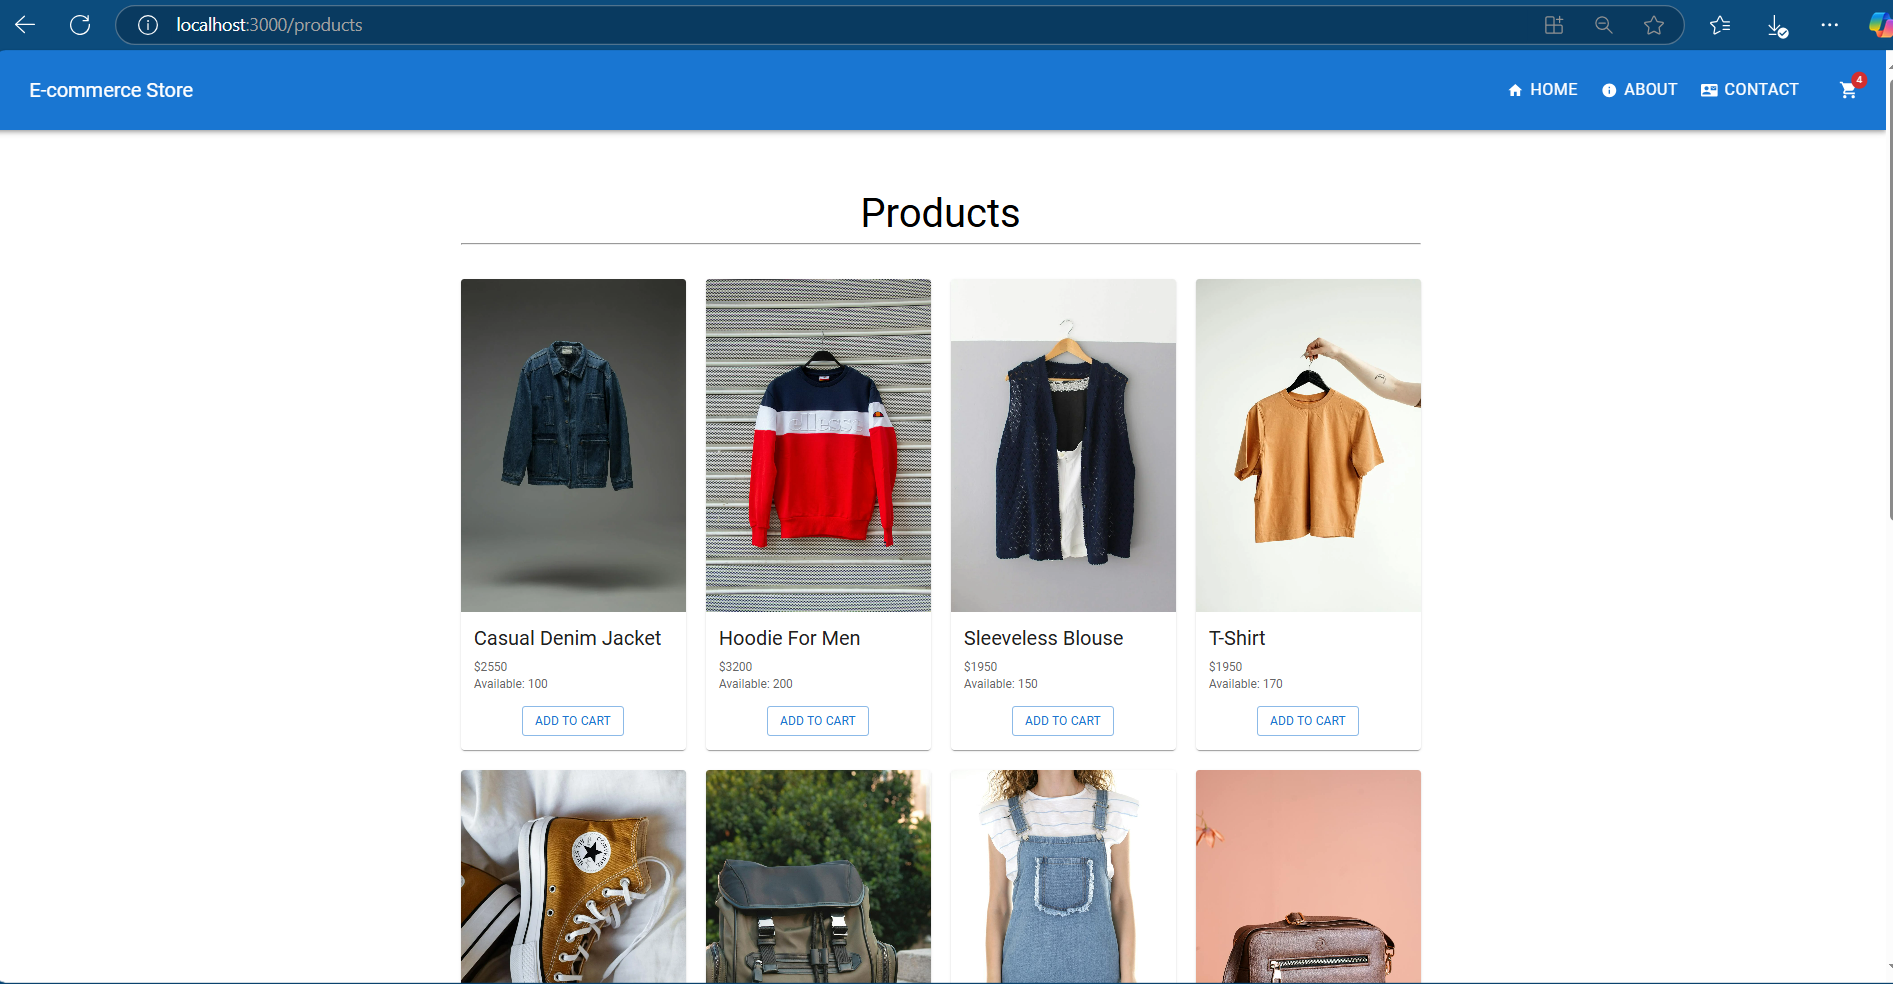 localhost:3000/products
E-commerce Store
HOME
ABOUT
CONTACT
4
Products
ellesse
Casual Denim Jacket
$2550
Available: 100
ADD TO CART
Hoodie For Men
$3200
Available: 200
ADD TO CART
Sleeveless Blouse
$1950
Available: 150
ADD TO CART
T-Shirt
$1950
Available: 170
ADD TO CART